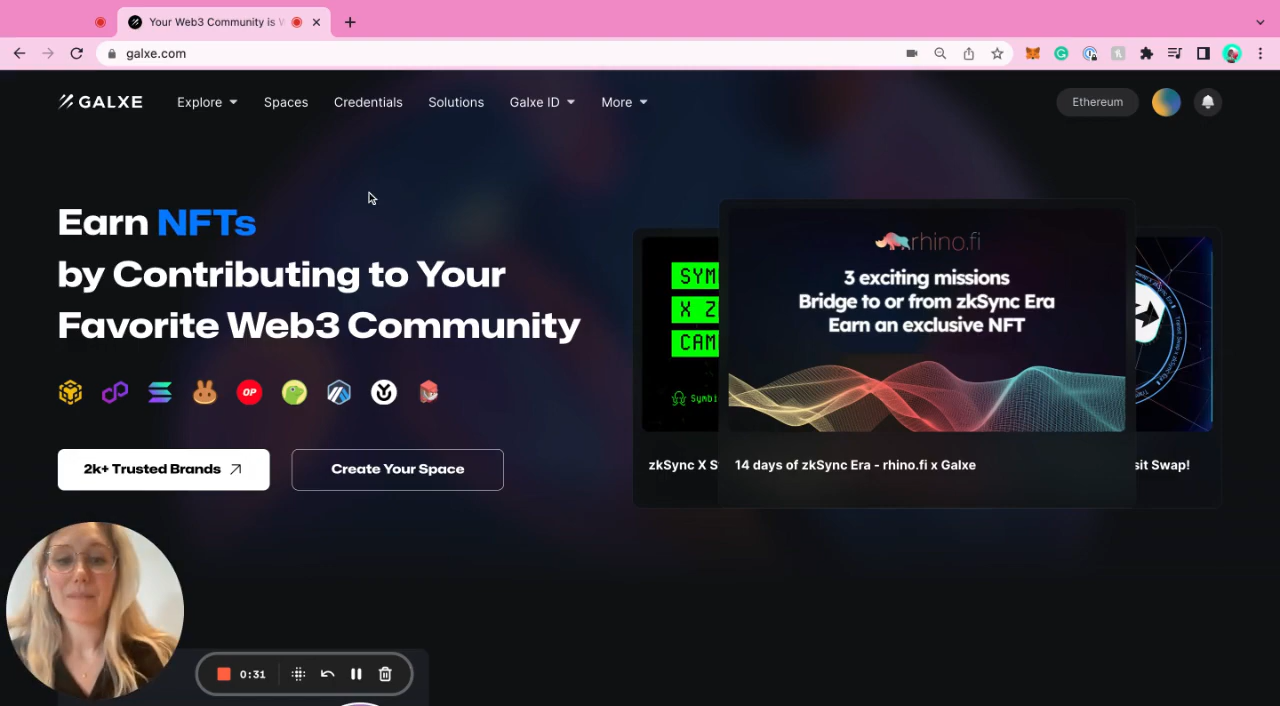 Your Web3 Community is
galxe.com
GALXE
Explore
Spaces
Credentials
Solutions
Galxe ID
More
Ethereum
Earn NFTs
by Contributing to Your
Favorite Web3 Community
OP
2k+ Trusted Brands
Create Your Space
SYM
X Z
CAM
Symbi
rhino.fi
3 exciting missions
Bridge to or from zkSync Era
Earn an exclusive NFT
zkSync X S
14 days of zkSync Era - rhino.fi x Galxe
sit Swap!
0:31